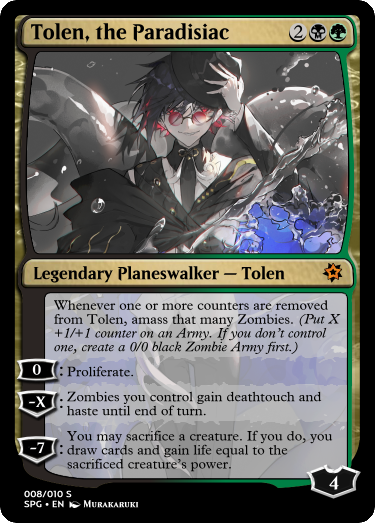 Tolen, the Paradisiac 2
Legendary Planeswalker — Tolen
Whenever one or more counters are removed
from Tolen, amass that many Zombies. (Put X
+1/+1 counter on an Army. If you don't control
one, create a 0/0 black Zombie Army first.)
0 : Proliferate.
-X : Zombies you control gain deathtouch and
haste until end of turn.
-7 : You may sacrifice a creature. If you do, you
draw cards and gain life equal to the
sacrificed creature's power.
4
008/010 S
SPG • EN Murakaruki